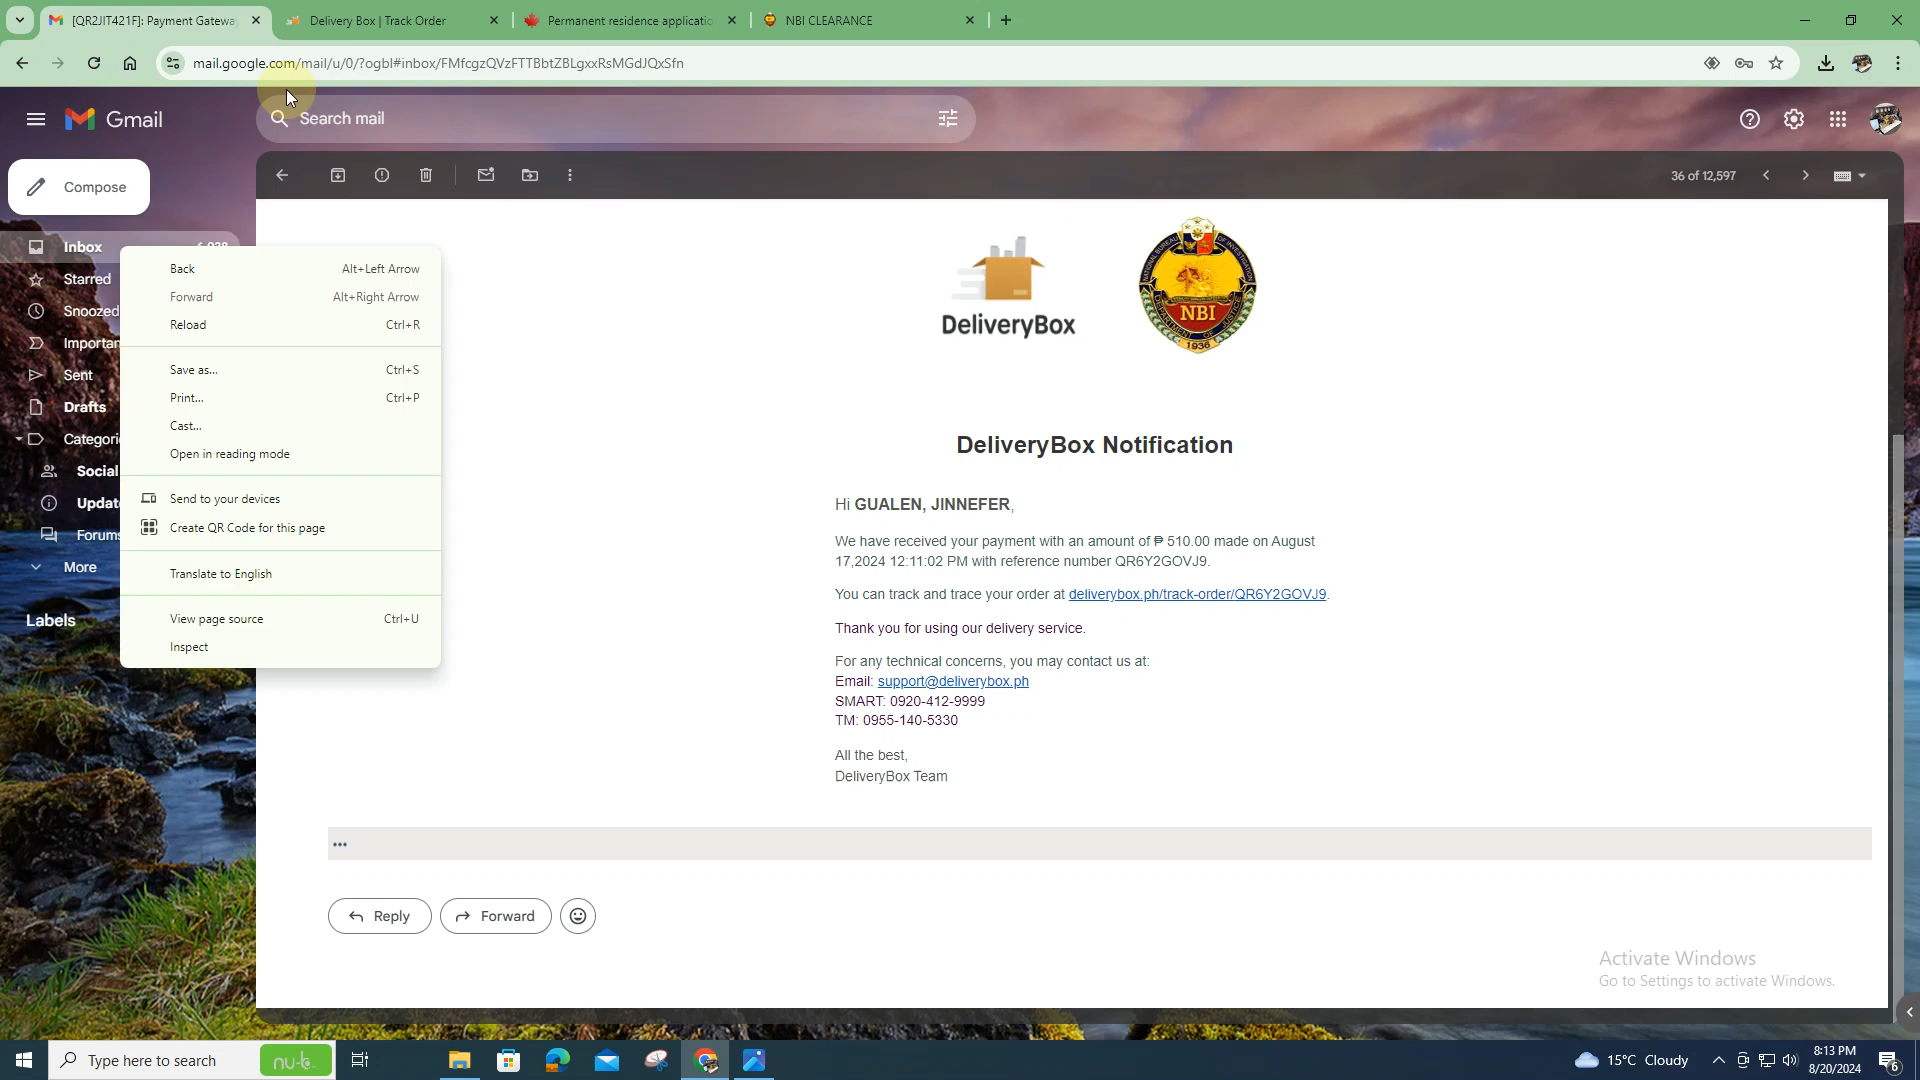 [QR2JIT421F]: Payment Gatewa
Delivery Box | Track Order
Permanent residence applicatio
NBI CLEARANCE
mail.google.com/mail/u/0/?ogbl#inbox/FMfcgzQVzFTTBbtZBLgxxRsMGdJQxSfn
Gmail
Search mail
Compose
36 of 12,597
Inbox
Starred
Snoozed
Importan
Sent
Drafts
Categori
Social
Update
Forums
More
Labels
Back Alt+Left Arrow
Forward Alt+Right Arrow
Reload Ctrl+R
Save as... Ctrl+S
Print... Ctrl+P
Cast...
Open in reading mode
Send to your devices
Create QR Code for this page
Translate to English
View page source Ctrl+U
Inspect
DeliveryBox
NATIONAL BUREAU OF INVESTIGATION
NBI
DEPARTMENT OF JUSTICE
1936
DeliveryBox Notification
Hi GUALEN, JINNEFER,
We have received your payment with an amount of ₱ 510.00 made on August
17,2024 12:11:02 PM with reference number QR6Y2GOVJ9.
You can track and trace your order at deliverybox.ph/track-order/QR6Y2GOVJ9.
Thank you for using our delivery service.
For any technical concerns, you may contact us at:
Email: support@deliverybox.ph
SMART: 0920-412-9999
TM: 0955-140-5330
All the best,
DeliveryBox Team
Reply
Forward
Activate Windows
Go to Settings to activate Windows.
Type here to search
15°C Cloudy
8:13 PM
8/20/2024
6